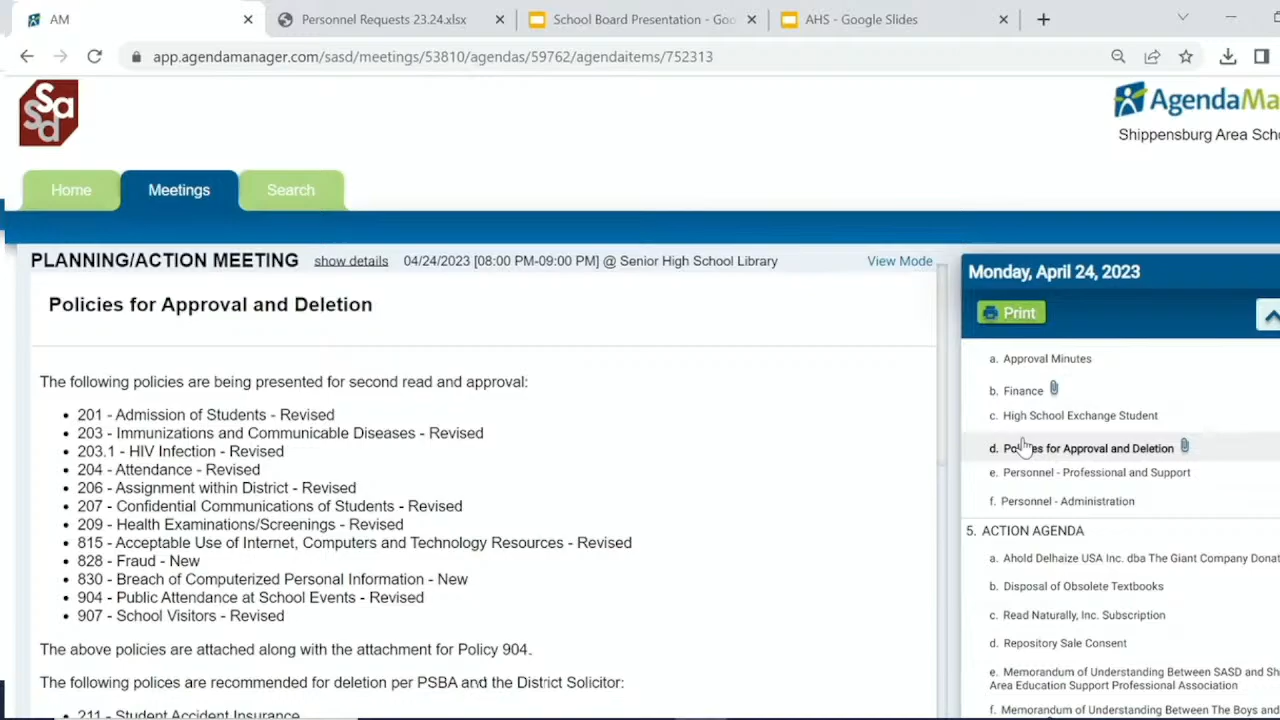 AM
Personnel Requests 23.24.xlsx
School Board Presentation - Goo
AHS - Google Slides
app.agendamanager.com/sasd/meetings/53810/agendas/59762/agendaitems/752313
Sa
Sd
AgendaMa
Shippensburg Area Scho
Home
Meetings
Search
PLANNING/ACTION MEETING show details 04/24/2023 [08:00 PM-09:00 PM] @ Senior High School Library View Mode
Policies for Approval and Deletion
The following policies are being presented for second read and approval:
• 201 - Admission of Students - Revised
• 203 - Immunizations and Communicable Diseases - Revised
• 203.1 - HIV Infection - Revised
• 204 - Attendance - Revised
• 206 - Assignment within District - Revised
• 207 - Confidential Communications of Students - Revised
• 209 - Health Examinations/Screenings - Revised
• 815 - Acceptable Use of Internet, Computers and Technology Resources - Revised
• 828 - Fraud - New
• 830 - Breach of Computerized Personal Information - New
• 904 - Public Attendance at School Events - Revised
• 907 - School Visitors - Revised
The above policies are attached along with the attachment for Policy 904.
The following polices are recommended for deletion per PSBA and the District Solicitor:
• 211 - Student Accident Insurance
Monday, April 24, 2023
Print
a. Approval Minutes
b. Finance
c. High School Exchange Student
d. Policies for Approval and Deletion
e. Personnel - Professional and Support
f. Personnel - Administration
5. ACTION AGENDA
a. Ahold Delhaize USA Inc. dba The Giant Company Donat
b. Disposal of Obsolete Textbooks
c. Read Naturally, Inc. Subscription
d. Repository Sale Consent
e. Memorandum of Understanding Between SASD and Sh
Area Education Support Professional Association
f. Memorandum of Understanding Between The Boys and